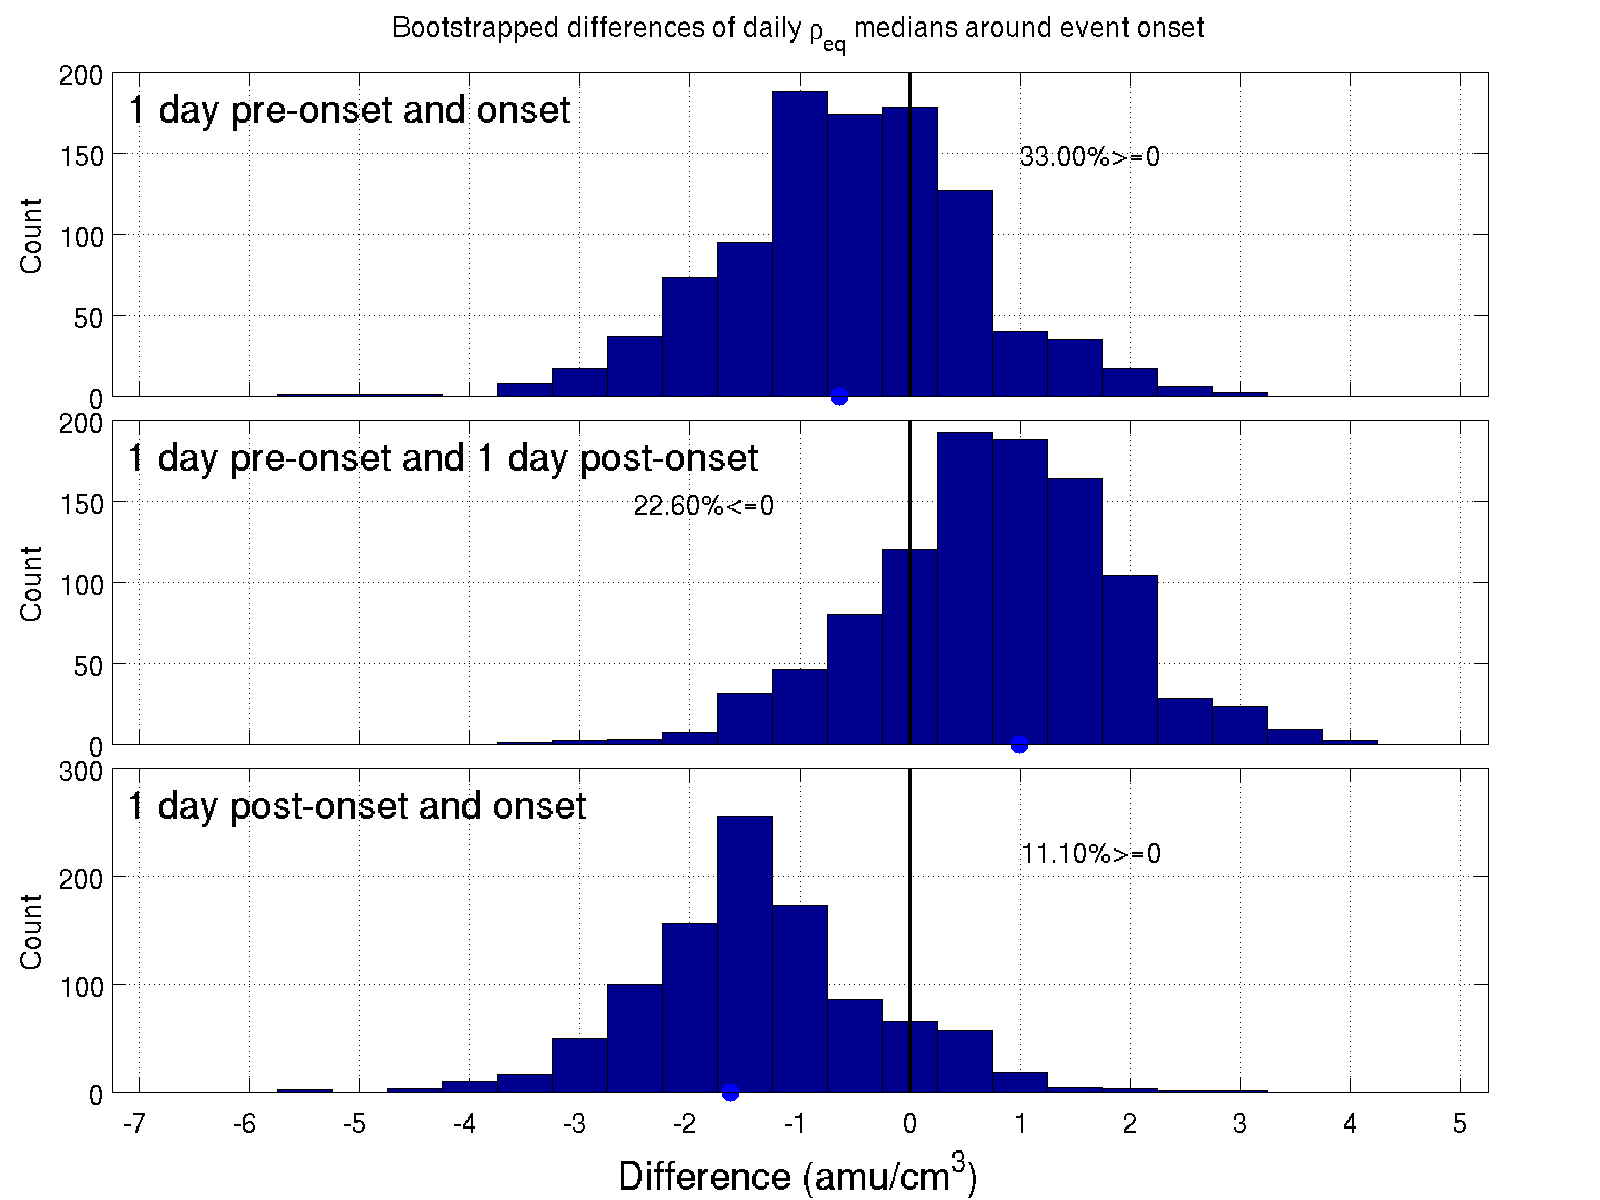 Bootstrapped differences of daily ρeq medians around event onset
200
150
100
50
0
Count
1 day pre-onset and onset
33.00%>=0
200
150
100
50
0
Count
1 day pre-onset and 1 day post-onset
22.60%<=0
300
200
100
0
Count
1 day post-onset and onset
11.10%>=0
-7 -6 -5 -4 -3 -2 -1 0 1 2 3 4 5
Difference (amu/cm³)